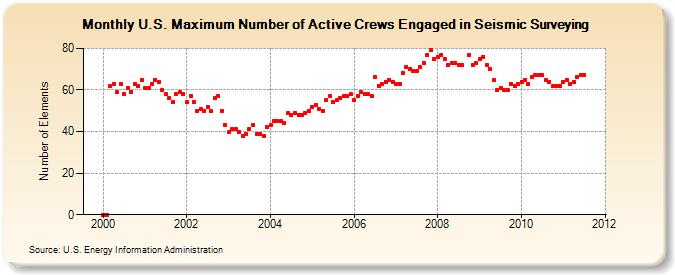 Monthly U.S. Maximum Number of Active Crews Engaged in Seismic Surveying
Number of Elements
80
60
40
20
0
2000 2002 2004 2006 2008 2010 2012
Source: U.S. Energy Information Administration